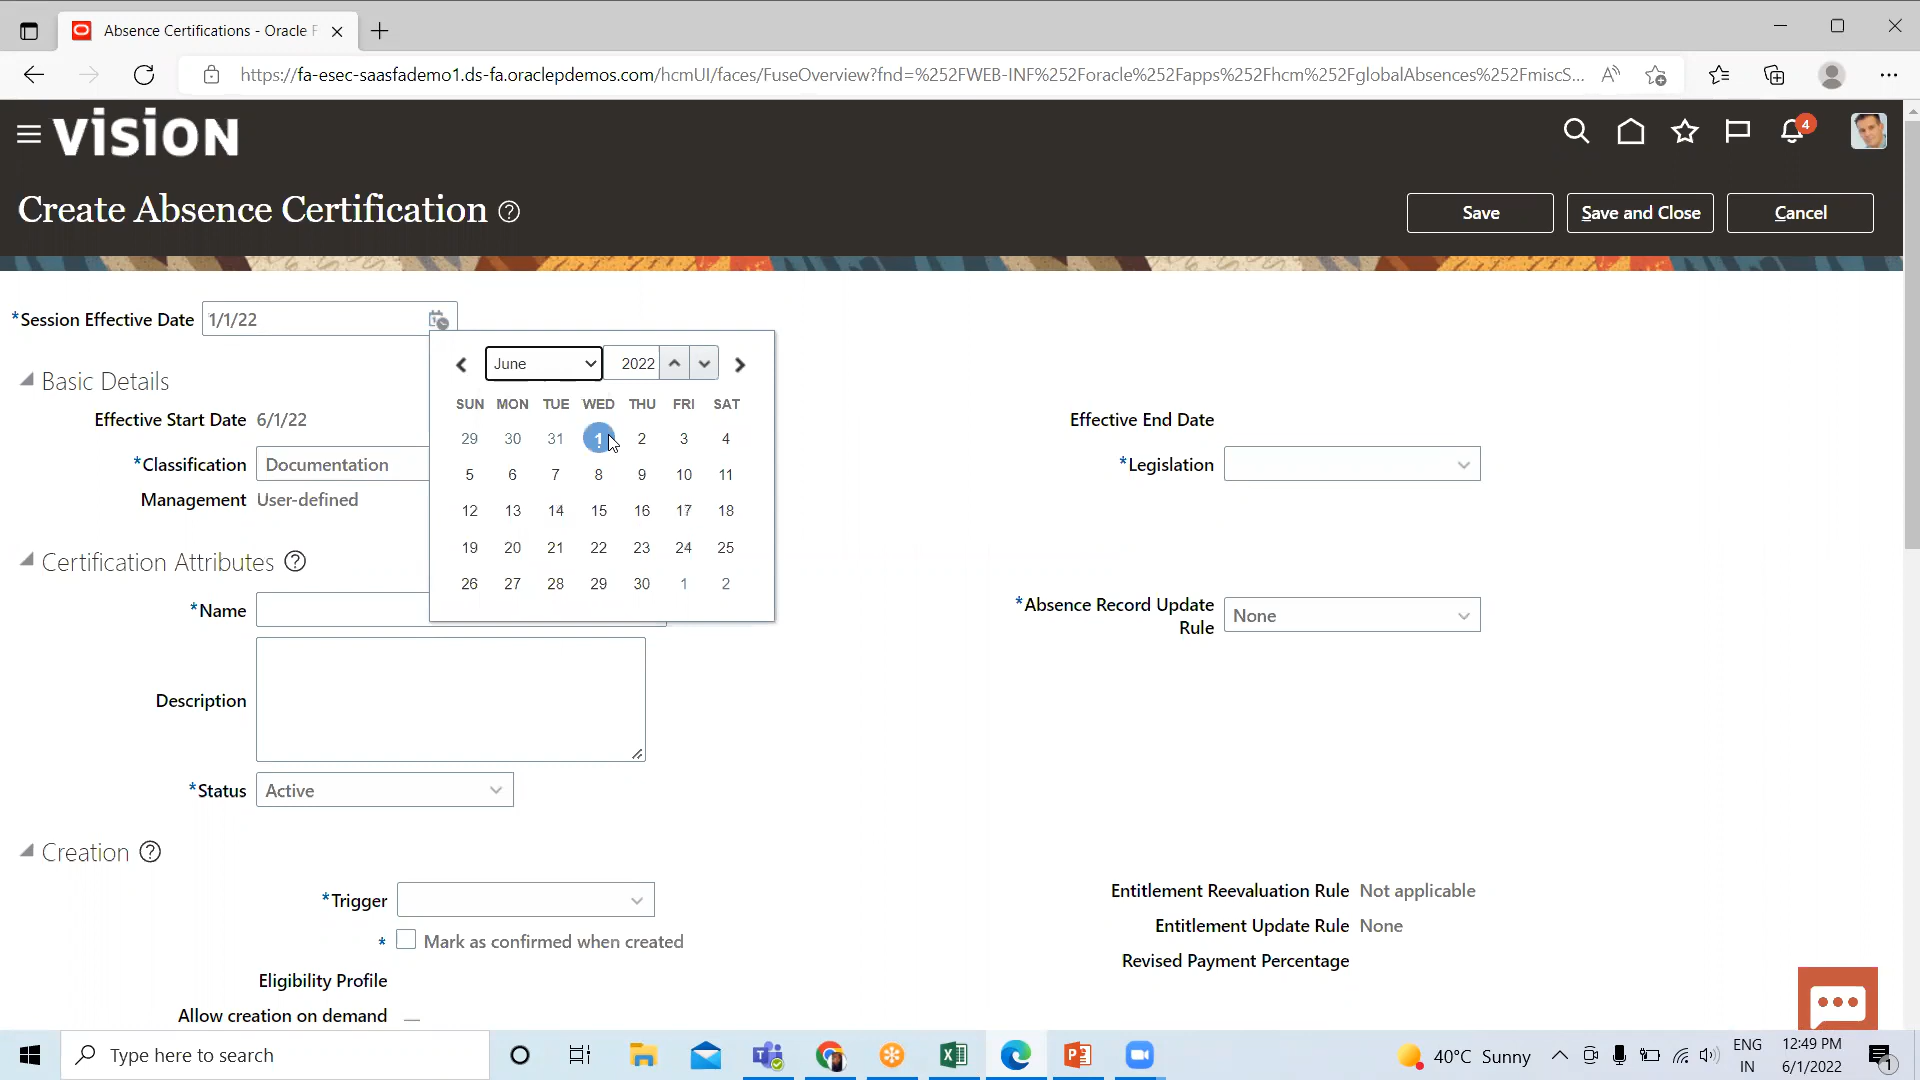 Absence Certifications - Oracle F
https://fa-esec-saasfademo1.ds-fa.oraclepdemos.com/hcmUI/faces/FuseOverview?fnd=%252FWEB-INF%252Foracle%252Fapps%252Fhcm%252FglobalAbsences%252FmiscS...
VISION
4
Create Absence Certification ?
Save
Save and Close
Cancel
*Session Effective Date 1/1/22
June 2022
SUN MON TUE WED THU FRI SAT
29 30 31 1 2 3 4
5 6 7 8 9 10 11
12 13 14 15 16 17 18
19 20 21 22 23 24 25
26 27 28 29 30 1 2
Basic Details
Effective Start Date 6/1/22
Effective End Date
*Classification Documentation
*Legislation
Management User-defined
Certification Attributes ?
*Name
*Absence Record Update
Rule
None
Description
*Status Active
Creation ?
*Trigger
* Mark as confirmed when created
Eligibility Profile
Allow creation on demand
Entitlement Reevaluation Rule Not applicable
Entitlement Update Rule None
Revised Payment Percentage
Type here to search
40°C Sunny
ENG
IN
12:49 PM
6/1/2022
1